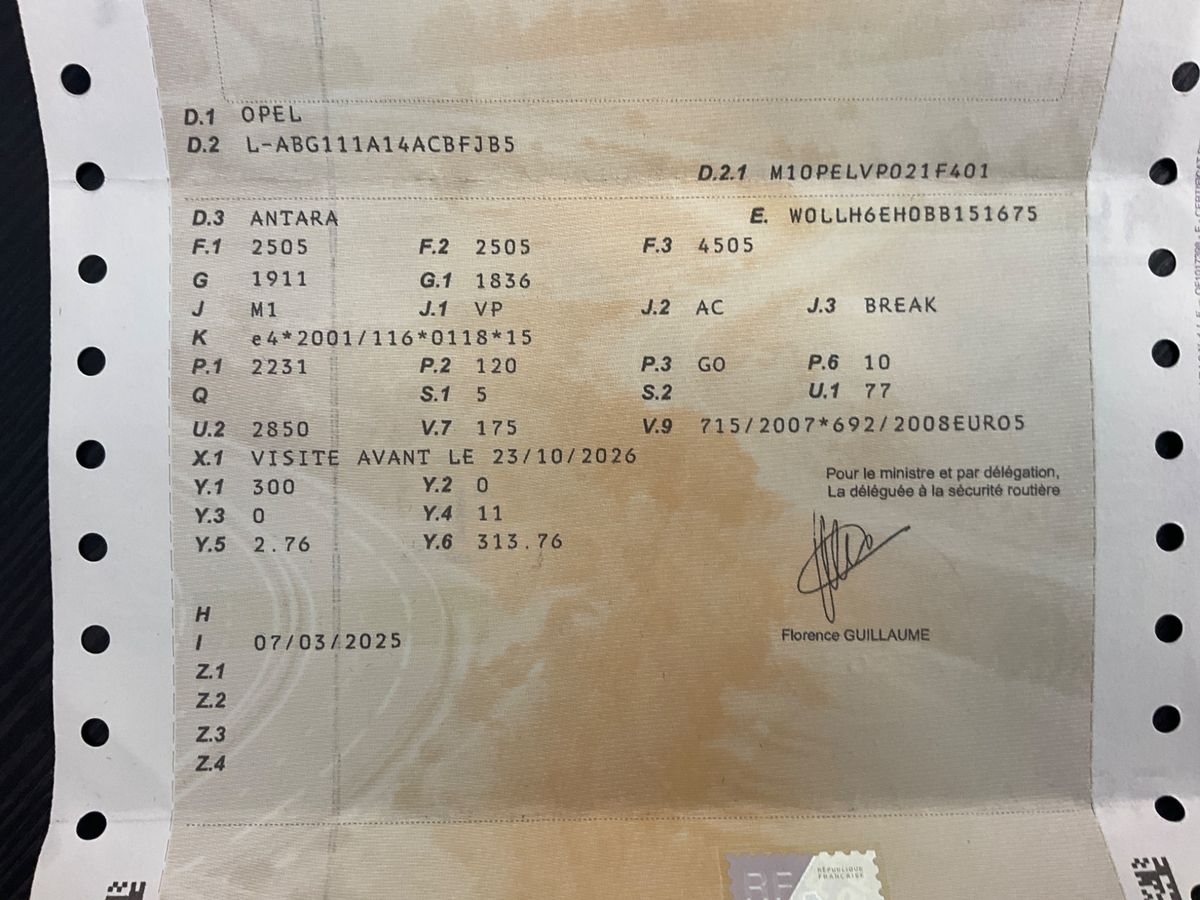 D.1 OPEL
D.2 L-ABG111A14ACBFJB5
D.2.1 M10PELVP021F401
D.3 ANTARA E. W0LLH6EH0BB151675
F.1 2505 F.2 2505 F.3 4505
G 1911 G.1 1836
J M1 J.1 VP J.2 AC J.3 BREAK
K e4*2001/116*0118*15
P.1 2231 P.2 120 P.3 GO P.6 10
Q S.1 5 S.2 U.1 77
U.2 2850 V.7 175 V.9 715/2007*692/2008EURO5
X.1 VISITE AVANT LE 23/10/2026
Y.1 300 Y.2 0
Y.3 0 Y.4 11
Y.5 2.76 Y.6 313.76
Pour le ministre et par délégation,
La déléguée à la sécurité routière
Florence GUILLAUME
H
I 07/03/2025
Z.1
Z.2
Z.3
Z.4
RÉPUBLIQUE
FRANÇAISE
RF